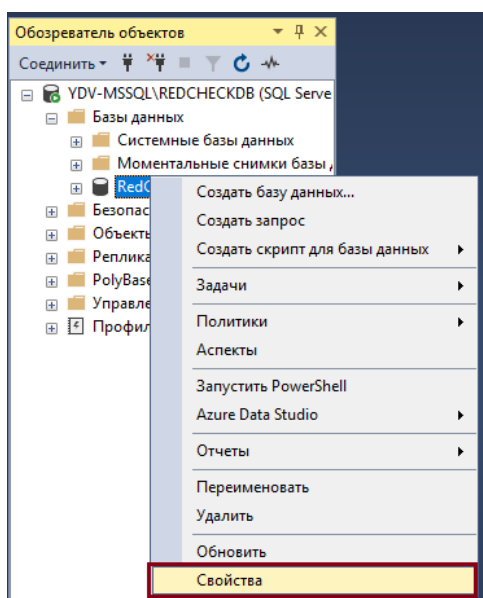 Обозреватель объектов
Соединить
YDV-MSSQL\REDCHECKDB (SQL Serve
Базы данных
Системные базы данных
Моментальные снимки базы
RedC
Создать базу данных...
Безопас
Создать запрос
Объекты
Создать скрипт для базы данных
Реплика
Задачи
PolyBase
Управле
Политики
Профил
Аспекты
Запустить PowerShell
Azure Data Studio
Отчеты
Переименовать
Удалить
Обновить
Свойства